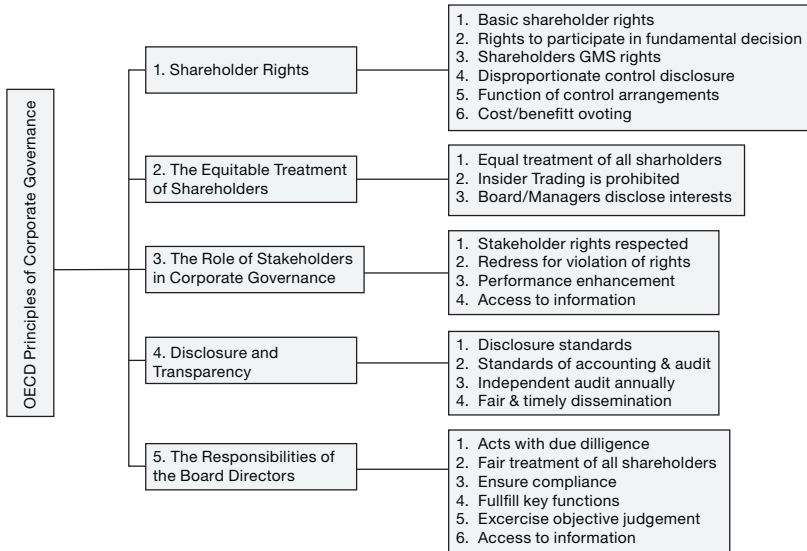 OECD Principles of Corporate Governance
1. Shareholder Rights
1. Basic shareholder rights
2. Rights to participate in fundamental decision
3. Shareholders GMS rights
4. Disproportionate control disclosure
5. Function of control arrangements
6. Cost/benefitt ovoting
2. The Equitable Treatment
of Shareholders
1. Equal treatment of all sharholders
2. Insider Trading is prohibited
3. Board/Managers disclose interests
3. The Role of Stakeholders
in Corporate Governance
1. Stakeholder rights respected
2. Redress for violation of rights
3. Performance enhancement
4. Access to information
4. Disclosure and
Transparency
1. Disclosure standards
2. Standards of accounting & audit
3. Independent audit annually
4. Fair & timely dissemination
5. The Responsibilities of
the Board Directors
1. Acts with due dilligence
2. Fair treatment of all shareholders
3. Ensure compliance
4. Fullfill key functions
5. Excercise objective judgement
6. Access to information